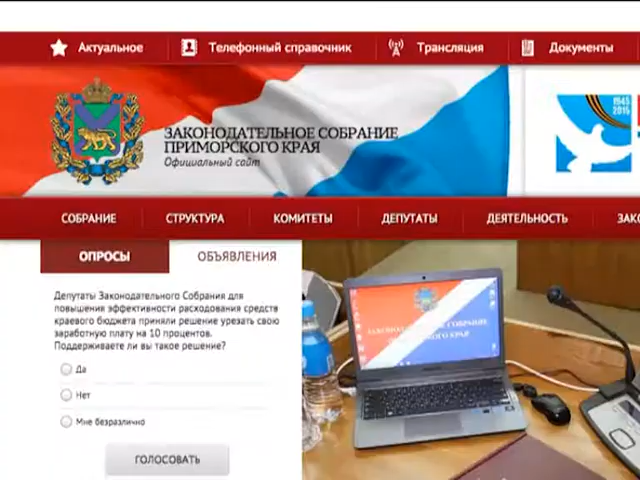 Актуальное
Телефонный справочник
Трансляция
Документы
ЗАКОНОДАТЕЛЬНОЕ СОБРАНИЕ
ПРИМОРСКОГО КРАЯ
Официальный сайт
1945
2015
СОБРАНИЕ
СТРУКТУРА
КОМИТЕТЫ
ДЕПУТАТЫ
ДЕЯТЕЛЬНОСТЬ
ЗАКО
ОПРОСЫ
ОБЪЯВЛЕНИЯ
Депутаты Законодательного Собрания для
повышения эффективности расходования средств
краевого бюджета приняли решение урезать свою
заработную плату на 10 процентов.
Поддерживаете ли вы такое решение?
Да
Нет
Мне безразлично
ГОЛОСОВАТЬ
ЗАКОНОДАТЕЛЬНОЕ СОБРАНИЕ
ПРИМОРСКОГО КРАЯ